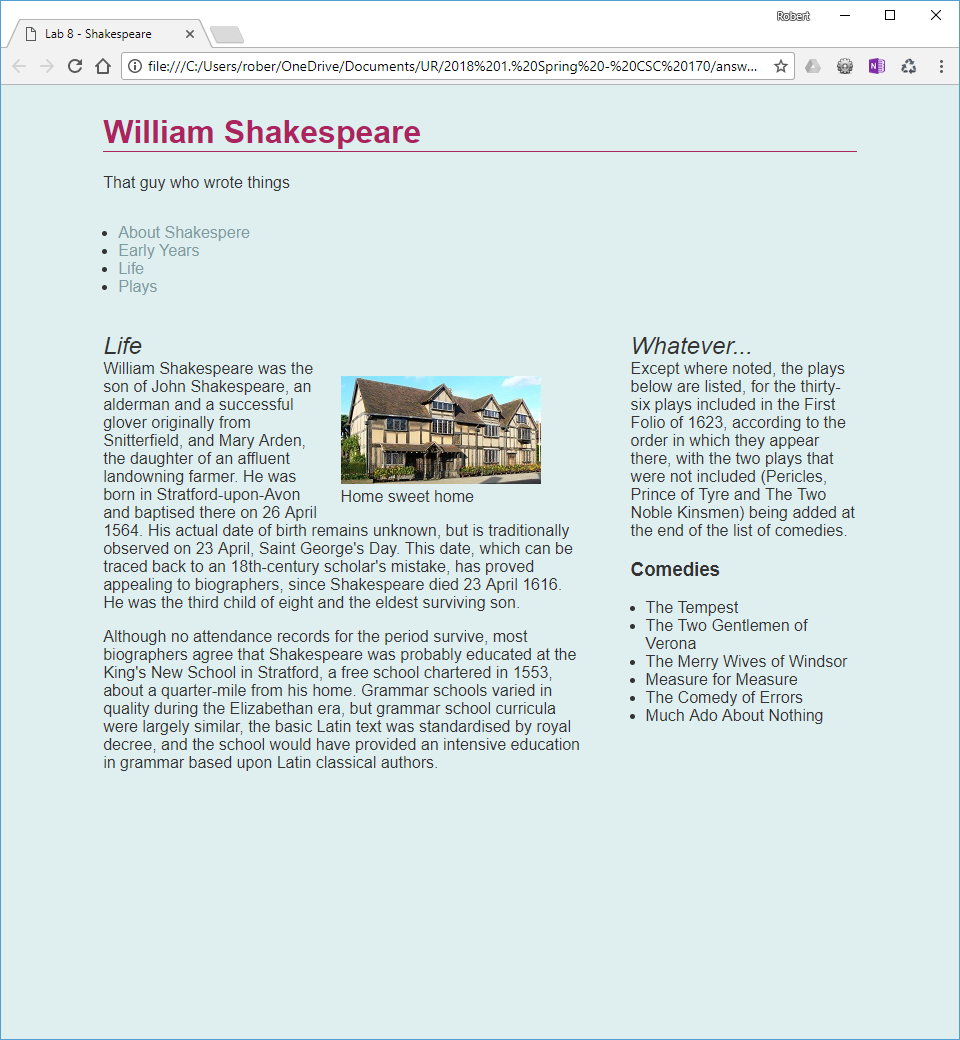 Robert
Lab 8 - Shakespeare
file:///C:/Users/rober/OneDrive/Documents/UR/2018%201.%20Spring%20-%20CSC%20170/answ...
William Shakespeare
That guy who wrote things
About Shakespere
Early Years
Life
Plays
Life
William Shakespeare was the
son of John Shakespeare, an
alderman and a successful
glover originally from
Snitterfield, and Mary Arden,
the daughter of an affluent
landowning farmer. He was
born in Stratford-upon-Avon
and baptised there on 26 April
1564. His actual date of birth remains unknown, but is traditionally
observed on 23 April, Saint George's Day. This date, which can be
traced back to an 18th-century scholar's mistake, has proved
appealing to biographers, since Shakespeare died 23 April 1616.
He was the third child of eight and the eldest surviving son.
Home sweet home
Although no attendance records for the period survive, most
biographers agree that Shakespeare was probably educated at the
King's New School in Stratford, a free school chartered in 1553,
about a quarter-mile from his home. Grammar schools varied in
quality during the Elizabethan era, but grammar school curricula
were largely similar, the basic Latin text was standardised by royal
decree, and the school would have provided an intensive education
in grammar based upon Latin classical authors.
Whatever...
Except where noted, the plays
below are listed, for the thirty-
six plays included in the First
Folio of 1623, according to the
order in which they appear
there, with the two plays that
were not included (Pericles,
Prince of Tyre and The Two
Noble Kinsmen) being added at
the end of the list of comedies.
Comedies
The Tempest
The Two Gentlemen of
Verona
The Merry Wives of Windsor
Measure for Measure
The Comedy of Errors
Much Ado About Nothing